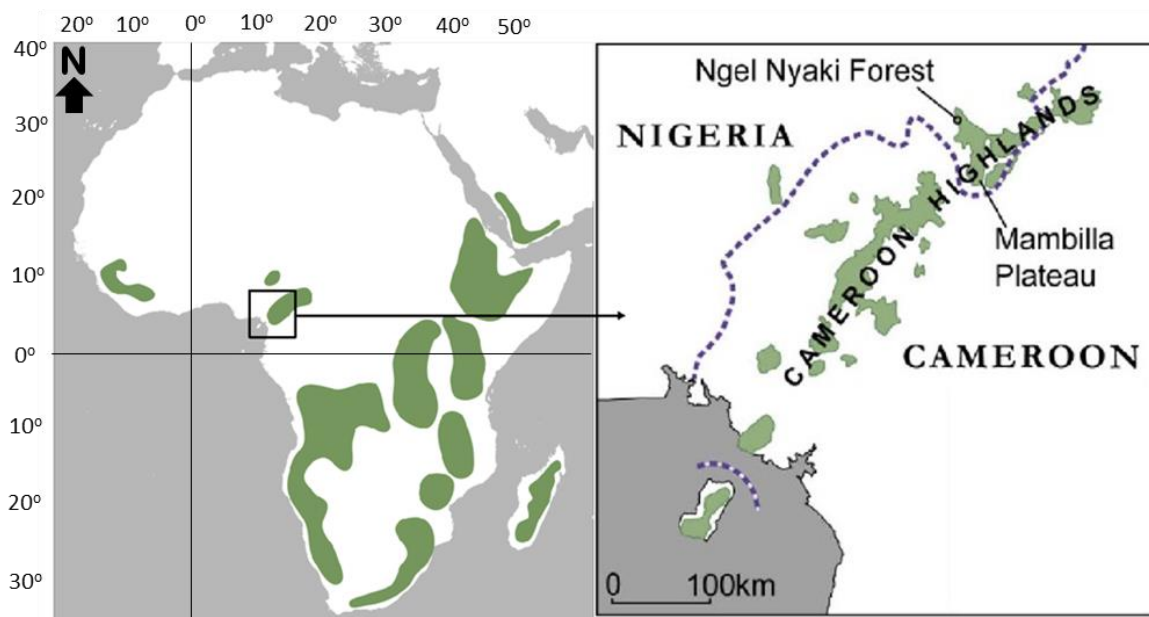 20º 10º 0º 10º 20º 30º 40º 50º
40º
N
30º
20º
10º
0º
10º
20º
30º
Ngel Nyaki Forest
NIGERIA
CAMEROON HIGHLANDS
Mambilla
Plateau
CAMEROON
0 100km